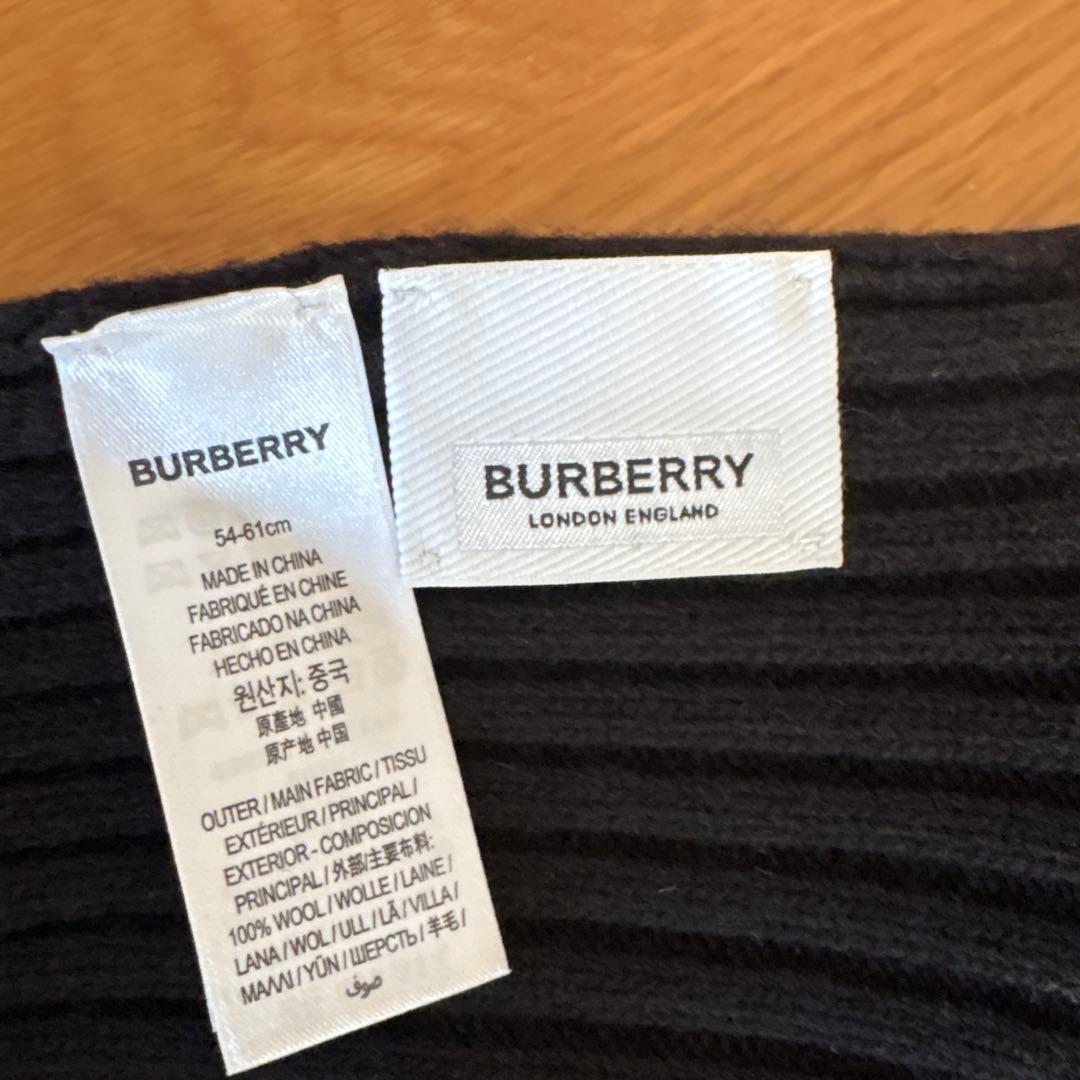 BURBERRY
54-61cm
MADE IN CHINA
FABRIQUÉ EN CHINE
FABRICADO NA CHINA
HECHO EN CHINA
원산지: 중국
原產地 中國
原产地 中国
OUTER / MAIN FABRIC / TISSU
EXTÉRIEUR / PRINCIPAL /
EXTERIOR - COMPOSICION
PRINCIPAL / 外部/主要布料:
100% WOOL / WOLLE / LAINE /
LANA / WOL / ULL / LÃ / VILLA /
ΜΑΛΛΙ / YÜN / ШЕРСТЬ / 羊毛 /
صوف
BURBERRY
LONDON ENGLAND